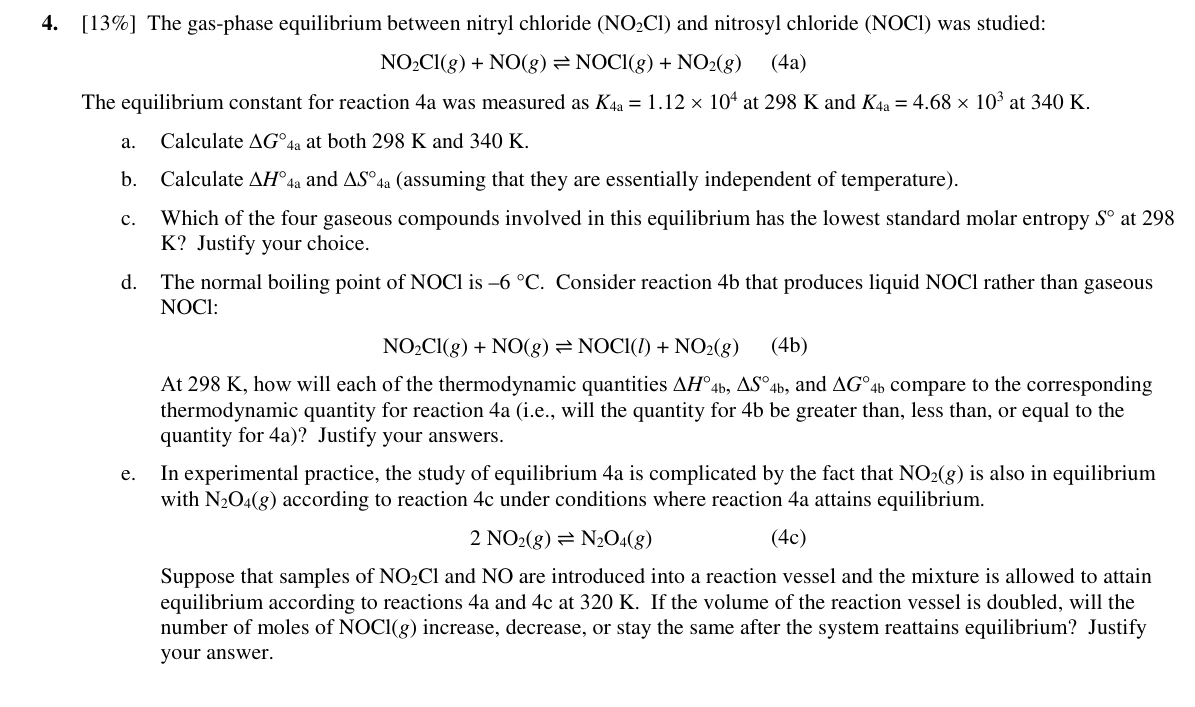 4. [13%] The gas-phase equilibrium between nitryl chloride (NO₂Cl) and nitrosyl chloride (NOCl) was studied:
NO₂Cl(g) + NO(g) ⇌ NOCl(g) + NO₂(g) (4a)
The equilibrium constant for reaction 4a was measured as K₄ₐ = 1.12 × 10⁴ at 298 K and K₄ₐ = 4.68 × 10³ at 340 K.
a. Calculate ΔG°₄ₐ at both 298 K and 340 K.
b. Calculate ΔH°₄ₐ and ΔS°₄ₐ (assuming that they are essentially independent of temperature).
c. Which of the four gaseous compounds involved in this equilibrium has the lowest standard molar entropy S° at 298
K? Justify your choice.
d. The normal boiling point of NOCl is –6 °C. Consider reaction 4b that produces liquid NOCl rather than gaseous
NOCl:
NO₂Cl(g) + NO(g) ⇌ NOCl(l) + NO₂(g) (4b)
At 298 K, how will each of the thermodynamic quantities ΔH°4b, ΔS°4b, and ΔG°4b compare to the corresponding
thermodynamic quantity for reaction 4a (i.e., will the quantity for 4b be greater than, less than, or equal to the
quantity for 4a)? Justify your answers.
e. In experimental practice, the study of equilibrium 4a is complicated by the fact that NO₂(g) is also in equilibrium
with N₂O₄(g) according to reaction 4c under conditions where reaction 4a attains equilibrium.
2 NO₂(g) ⇌ N₂O₄(g) (4c)
Suppose that samples of NO₂Cl and NO are introduced into a reaction vessel and the mixture is allowed to attain
equilibrium according to reactions 4a and 4c at 320 K. If the volume of the reaction vessel is doubled, will the
number of moles of NOCl(g) increase, decrease, or stay the same after the system reattains equilibrium? Justify
your answer.